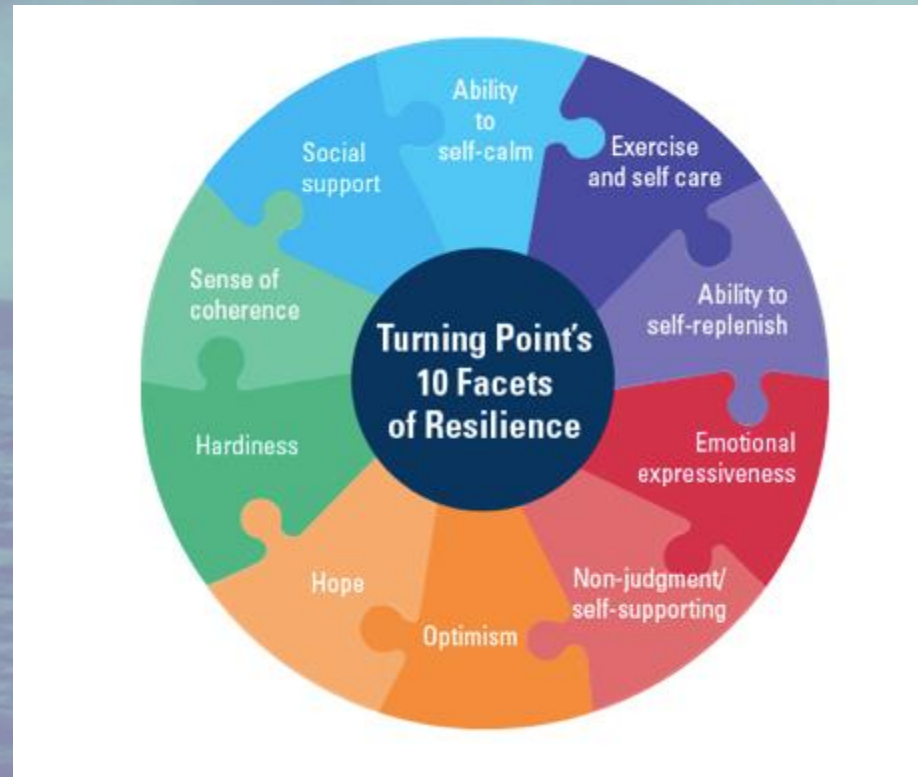 Turning Point's
10 Facets
of Resilience
Ability
to
self-calm
Exercise
and self care
Ability to
self-replenish
Emotional
expressiveness
Non-judgment/
self-supporting
Optimism
Hope
Hardiness
Sense of
coherence
Social
support